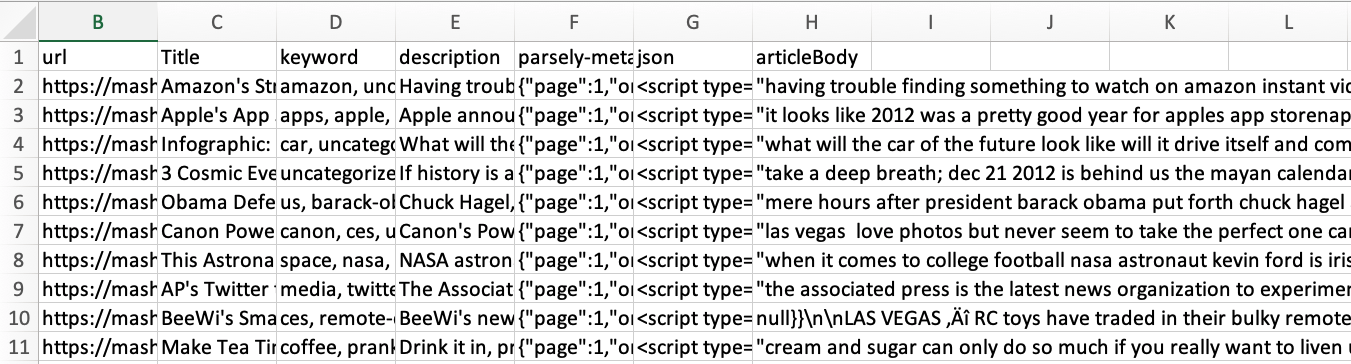 B C D E F G H I J K L
1 url Title keyword description parsely-meta json articleBody
2 https://mash Amazon's Str amazon, unc Having troub {"page":1,"or <script type= "having trouble finding something to watch on amazon instant vid
3 https://mash Apple's App apps, apple, Apple annou {"page":1,"or <script type= "it looks like 2012 was a pretty good year for apples app storenap
4 https://mash Infographic: car, uncateg What will the {"page":1,"or <script type= "what will the car of the future look like will it drive itself and com
5 https://mash 3 Cosmic Eve uncategorize If history is a {"page":1,"or <script type= "take a deep breath; dec 21 2012 is behind us the mayan calendar
6 https://mash Obama Defe us, barack-ob Chuck Hagel, {"page":1,"or <script type= "mere hours after president barack obama put forth chuck hagel
7 https://mash Canon Powe canon, ces, u Canon's Pow {"page":1,"or <script type= "las vegas  love photos but never seem to take the perfect one can
8 https://mash This Astrona space, nasa, NASA astron {"page":1,"or <script type= "when it comes to college football nasa astronaut kevin ford is iris
9 https://mash AP's Twitter media, twitte The Associat {"page":1,"or <script type= "the associated press is the latest news organization to experimen
10 https://mash BeeWi's Sma ces, remote- BeeWi's new {"page":1,"or <script type= null}}\n\nLAS VEGAS ‚Äî RC toys have traded in their bulky remote
11 https://mash Make Tea Tin coffee, prank Drink it in, pr {"page":1,"or <script type= "cream and sugar can only do so much if you really want to liven